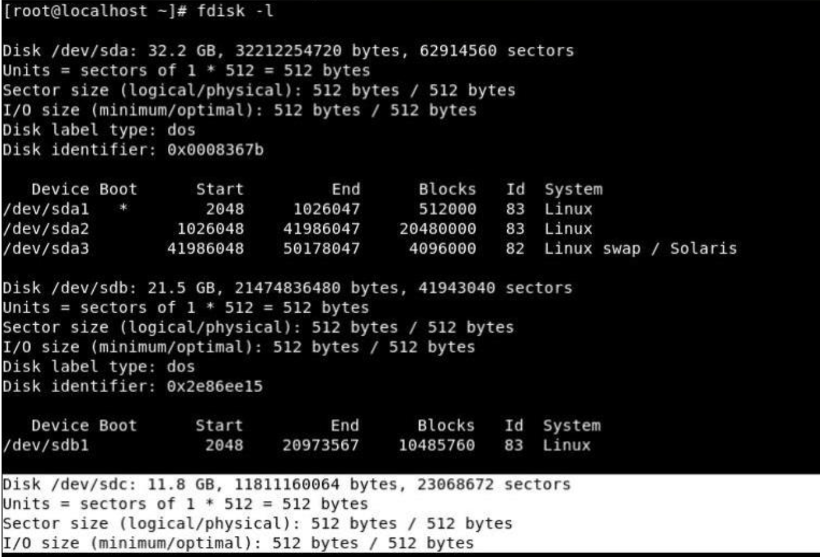 [root@localhost ~]# fdisk -l
Disk /dev/sda: 32.2 GB, 32212254720 bytes, 62914560 sectors
Units = sectors of 1 * 512 = 512 bytes
Sector size (logical/physical): 512 bytes / 512 bytes
I/O size (minimum/optimal): 512 bytes / 512 bytes
Disk label type: dos
Disk identifier: 0x0008367b
Device Boot Start End Blocks Id System
/dev/sda1 * 2048 1026047 512000 83 Linux
/dev/sda2 1026048 41986047 20480000 83 Linux
/dev/sda3 41986048 50178047 4096000 82 Linux swap / Solaris
Disk /dev/sdb: 21.5 GB, 21474836480 bytes, 41943040 sectors
Units = sectors of 1 * 512 = 512 bytes
Sector size (logical/physical): 512 bytes / 512 bytes
I/O size (minimum/optimal): 512 bytes / 512 bytes
Disk label type: dos
Disk identifier: 0x2e86ee15
Device Boot Start End Blocks Id System
/dev/sdb1 2048 20973567 10485760 83 Linux
Disk /dev/sdc: 11.8 GB, 11811160064 bytes, 23068672 sectors
Units = sectors of 1 * 512 = 512 bytes
Sector size (logical/physical): 512 bytes / 512 bytes
I/O size (minimum/optimal): 512 bytes / 512 bytes